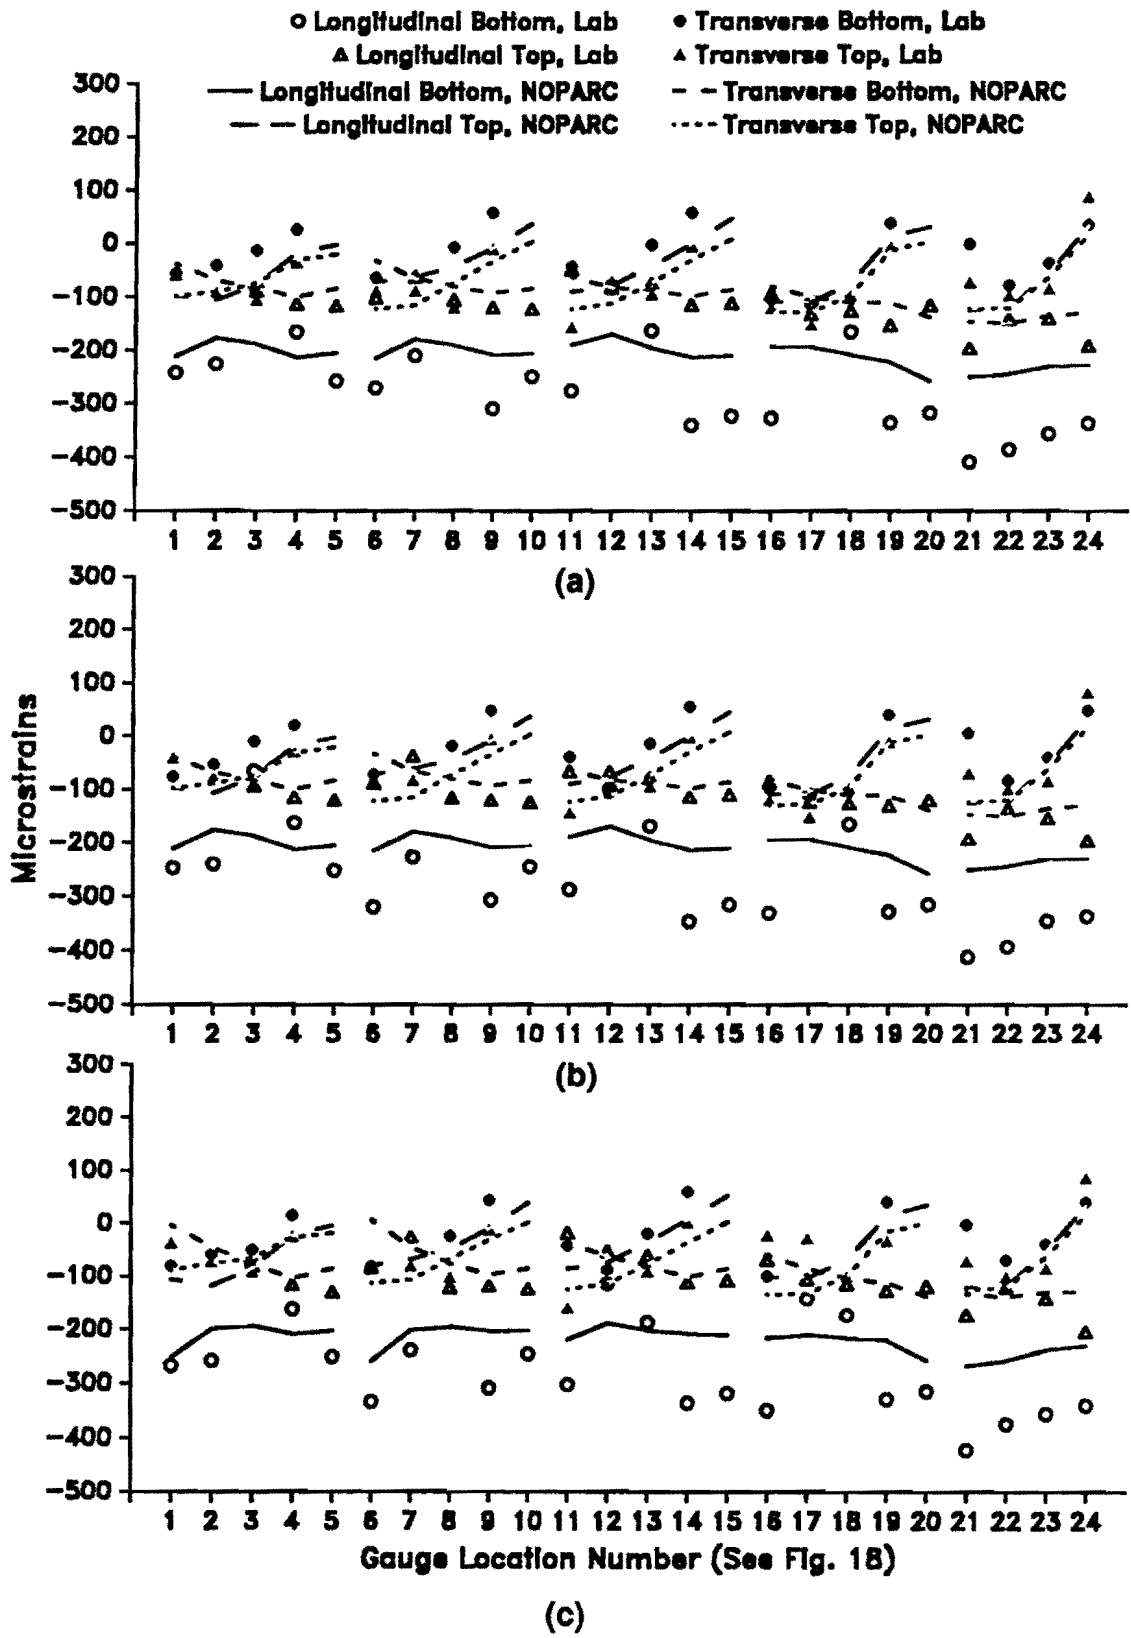 Longitudinal Bottom, Lab
Transverse Bottom, Lab
Longitudinal Top, Lab
Transverse Top, Lab
Longitudinal Bottom, NOPARC
Transverse Bottom, NOPARC
Longitudinal Top, NOPARC
Transverse Top, NOPARC
300
200
100
0
-100
-200
-300
-400
-500
1 2 3 4 5 6 7 8 9 10 11 12 13 14 15 16 17 18 19 20 21 22 23 24
(a)
Microstrains
300
200
100
0
-100
-200
-300
-400
-500
1 2 3 4 5 6 7 8 9 10 11 12 13 14 15 16 17 18 19 20 21 22 23 24
(b)
300
200
100
0
-100
-200
-300
-400
-500
1 2 3 4 5 6 7 8 9 10 11 12 13 14 15 16 17 18 19 20 21 22 23 24
Gauge Location Number (See Fig. 18)
(c)